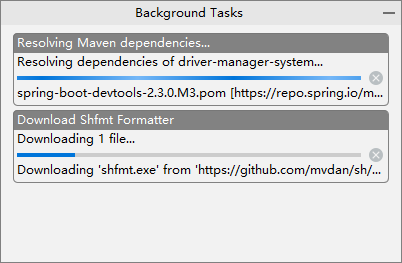 Background Tasks
Resolving Maven dependencies...
Resolving dependencies of driver-manager-system...
spring-boot-devtools-2.3.0.M3.pom [https://repo.spring.io/m...
Download Shfmt Formatter
Downloading 1 file...
Downloading 'shfmt.exe' from 'https://github.com/mvdan/sh/...